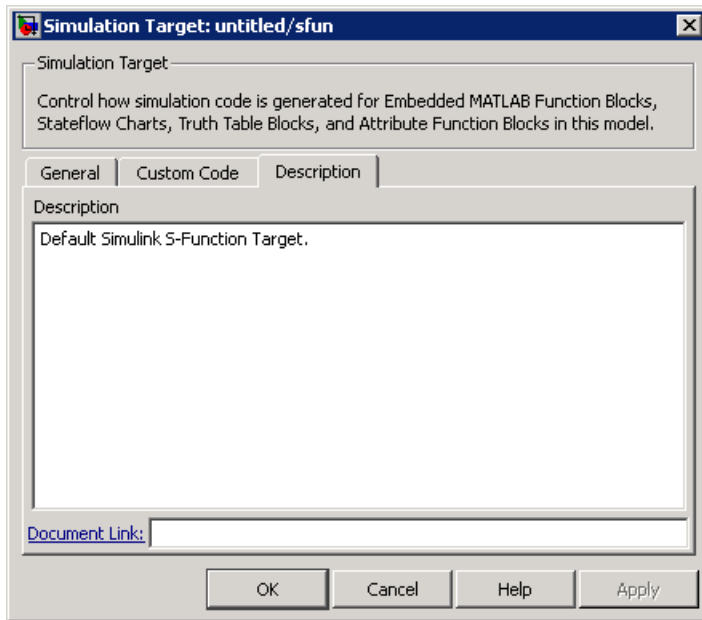 Simulation Target: untitled/sfun
Simulation Target
Control how simulation code is generated for Embedded MATLAB Function Blocks,
Stateflow Charts, Truth Table Blocks, and Attribute Function Blocks in this model.
General Custom Code Description
Description
Default Simulink S-Function Target.
Document Link:
OK Cancel Help Apply